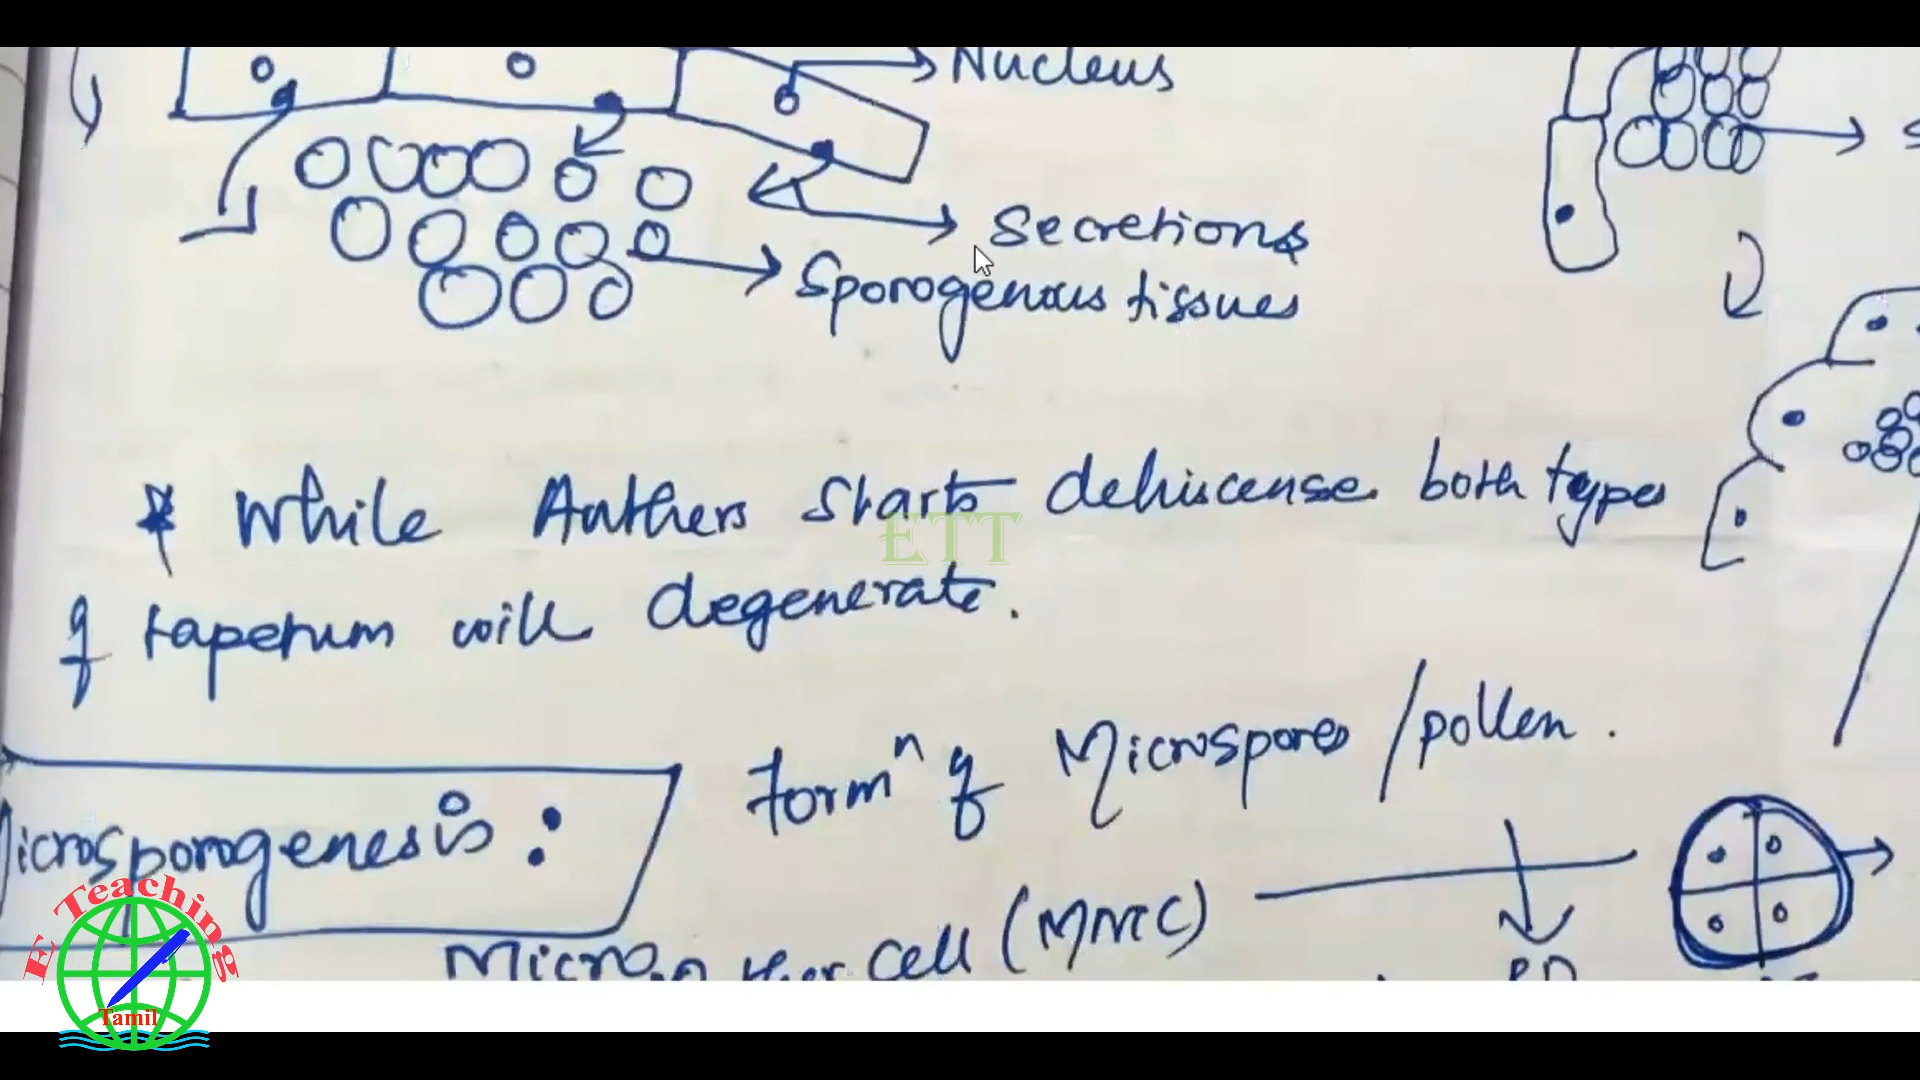 Nucleus
Secretions
Sporogenous tissues
* While Anthers Starts dehiscense both types
of tapetum will degenerate.
Microsporogenesis :
Formⁿ of Microspores / pollen .
cell (MMC)
ETT
E Teaching
Tamil